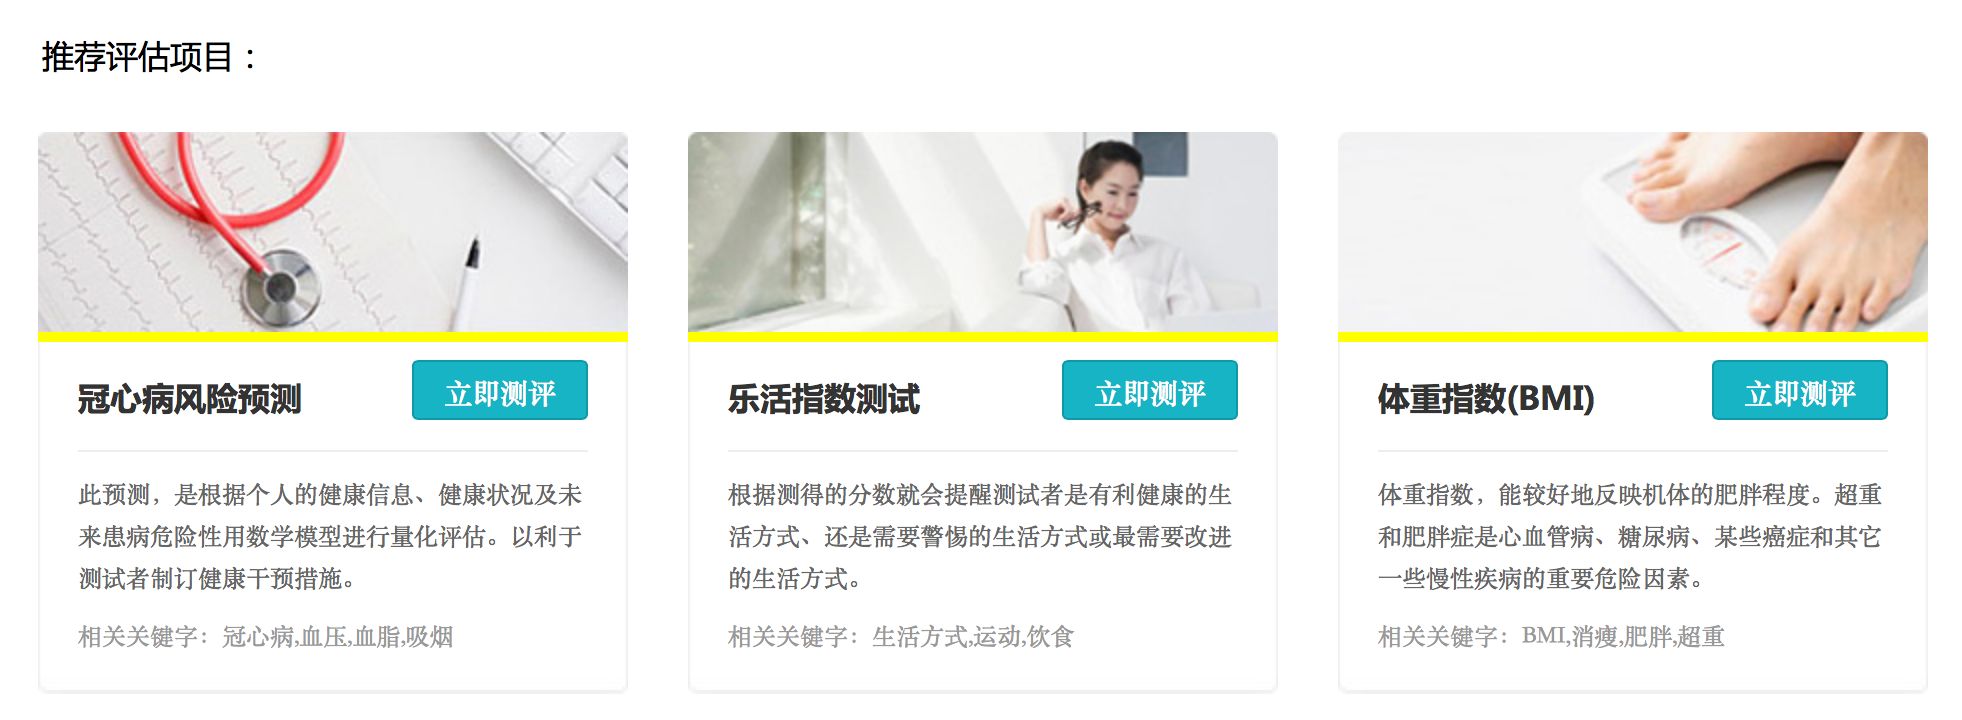 推荐评估项目：
冠心病风险预测
立即测评
此预测，是根据个人的健康信息、健康状况及未
来患病危险性用数学模型进行量化评估。以利于
测试者制订健康干预措施。
相关关键字：冠心病,血压,血脂,吸烟
乐活指数测试
立即测评
根据测得的分数就会提醒测试者是有利健康的生
活方式、还是需要警惕的生活方式或最需要改进
的生活方式。
相关关键字：生活方式,运动,饮食
体重指数(BMI)
立即测评
体重指数，能较好地反映机体的肥胖程度。超重
和肥胖症是心血管病、糖尿病、某些癌症和其它
一些慢性疾病的重要危险因素。
相关关键字：BMI,消瘦,肥胖,超重